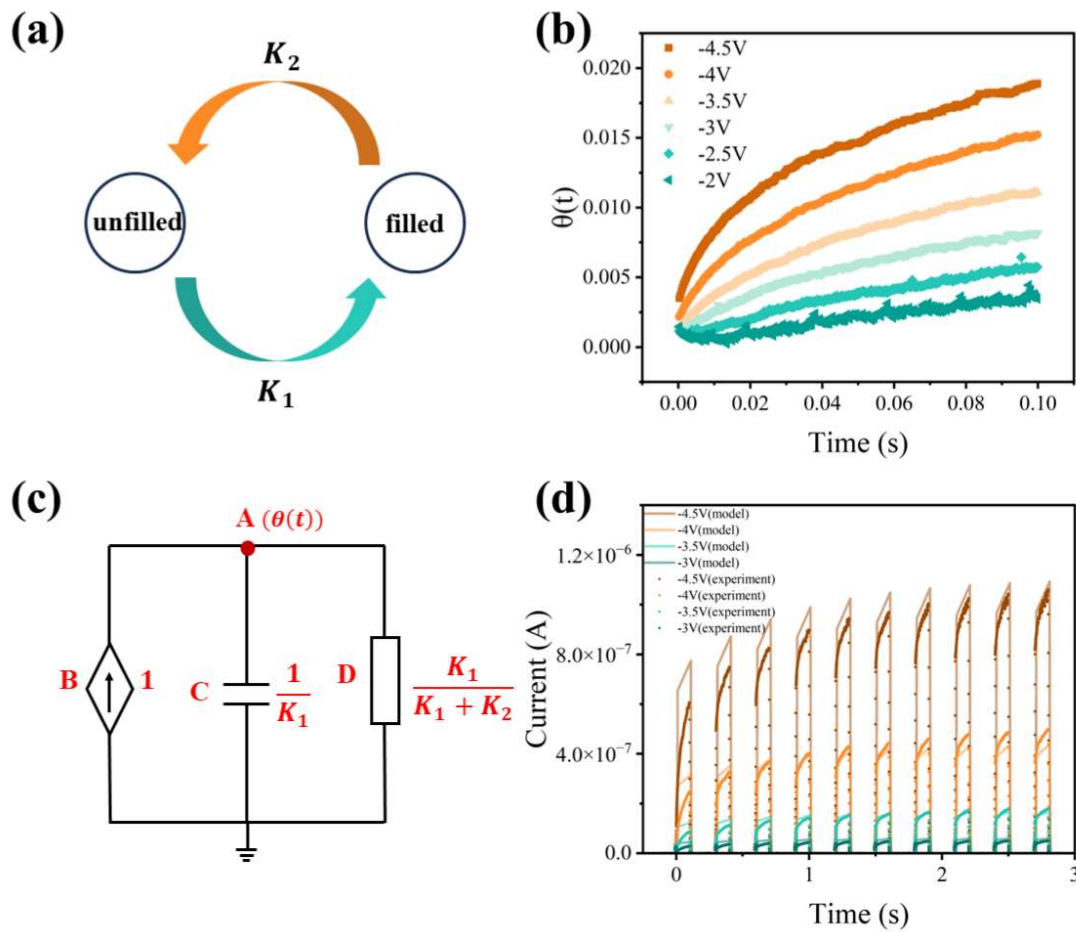 (a)
K₂
unfilled
filled
K₁
(b)
-4.5V
-4V
-3.5V
-3V
-2.5V
-2V
0.020
0.015
0.010
0.005
0.000
θ(t)
0.00 0.02 0.04 0.06 0.08 0.10
Time (s)
(c)
A (θ(t))
B 1
C 1/K₁
D K₁/(K₁ + K₂)
(d)
-4.5V(model)
-4V(model)
-3.5V(model)
-3V(model)
-4.5V(experiment)
-4V(experiment)
-3.5V(experiment)
-3V(experiment)
1.2×10⁻⁶
8.0×10⁻⁷
4.0×10⁻⁷
0.0
Current (A)
0 1 2 3
Time (s)